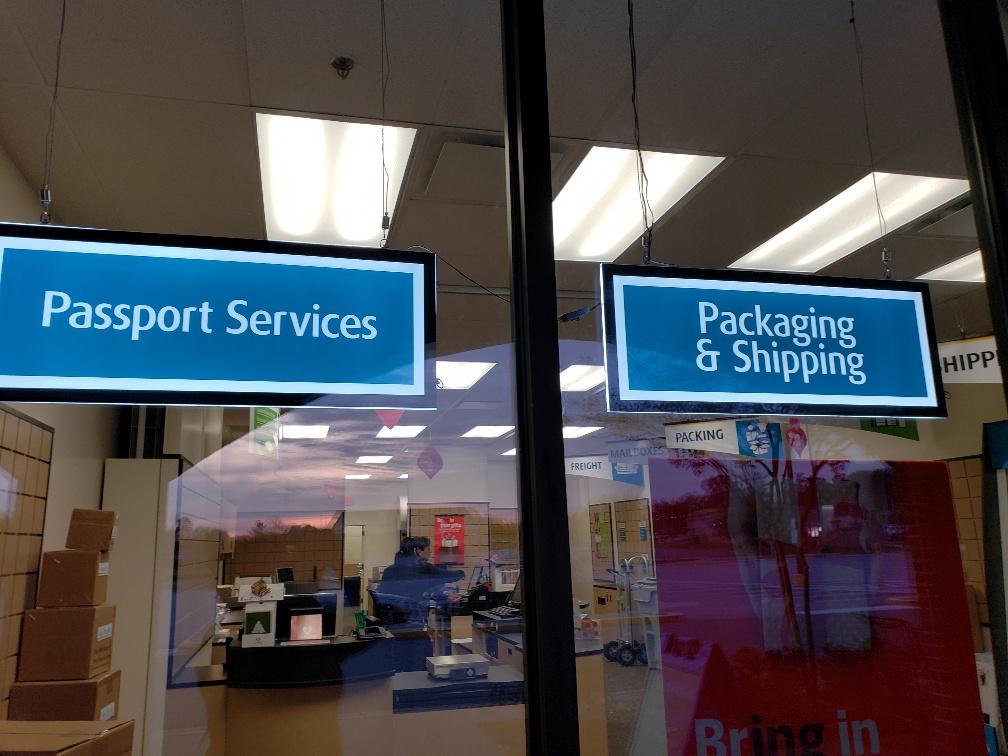 Passport Services
Packaging
& Shipping
SHIPP
PACKING
MAILBOXES
FREIGHT
Bring in